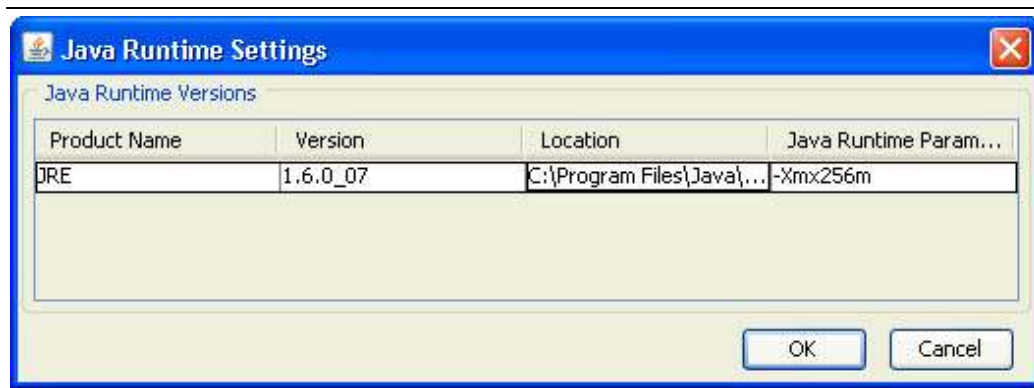 Java Runtime Settings
Java Runtime Versions
Product Name Version Location Java Runtime Param...
JRE 1.6.0_07 C:\Program Files\Java\... -Xmx256m
OK Cancel